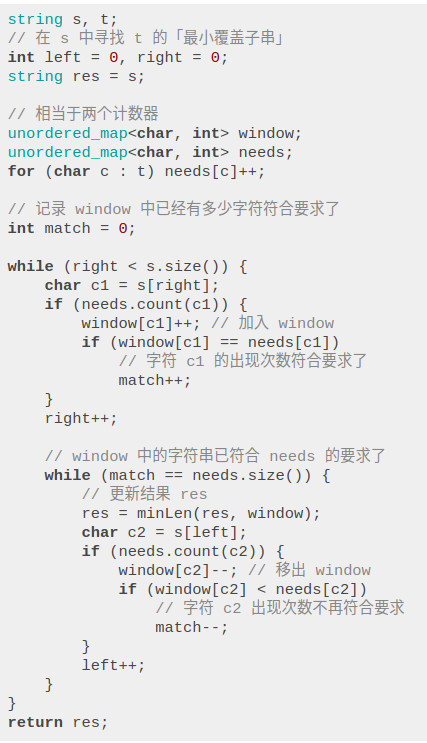 string s, t;
// 在 s 中寻找 t 的「最小覆盖子串」
int left = 0, right = 0;
string res = s;

// 相当于两个计数器
unordered_map<char, int> window;
unordered_map<char, int> needs;
for (char c : t) needs[c]++;

// 记录 window 中已经有多少字符符合要求了
int match = 0;

while (right < s.size()) {
    char c1 = s[right];
    if (needs.count(c1)) {
        window[c1]++; // 加入 window
        if (window[c1] == needs[c1])
            // 字符 c1 的出现次数符合要求了
            match++;
    }
    right++;

    // window 中的字符串已符合 needs 的要求了
    while (match == needs.size()) {
        // 更新结果 res
        res = minLen(res, window);
        char c2 = s[left];
        if (needs.count(c2)) {
            window[c2]--; // 移出 window
            if (window[c2] < needs[c2])
                // 字符 c2 出现次数不再符合要求
                match--;
        }
        left++;
    }
}
return res;